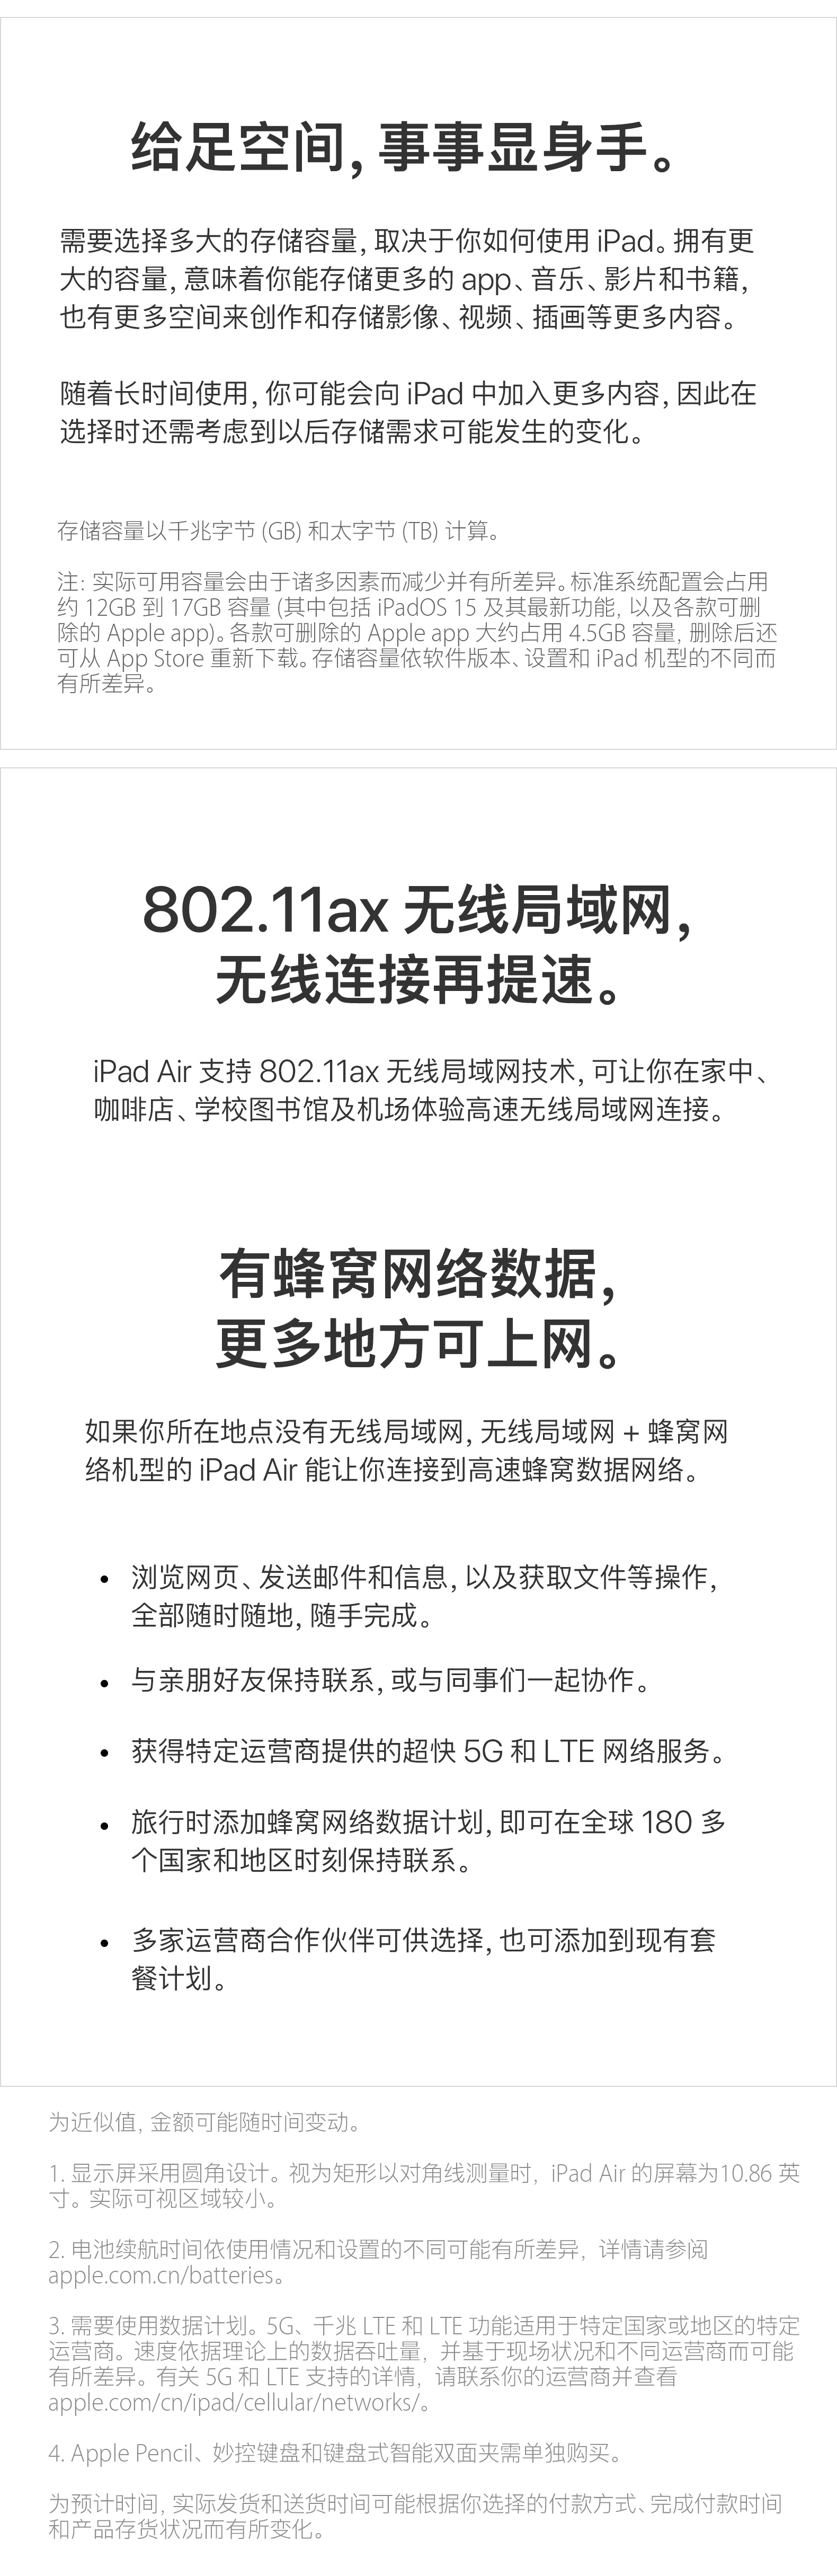 给足空间，事事显身手。
需要选择多大的存储容量，取决于你如何使用 iPad。拥有更
大的容量，意味着你能存储更多的 app、音乐、影片和书籍，
也有更多空间来创作和存储影像、视频、插画等更多内容。
随着长时间使用，你可能会向 iPad 中加入更多内容，因此在
选择时还需考虑到以后存储需求可能发生的变化。
存储容量以千兆字节 (GB) 和太字节 (TB) 计算。
注：实际可用容量会由于诸多因素而减少并有所差异。标准系统配置会占用
约 12GB 到 17GB 容量 (其中包括 iPadOS 15 及其最新功能，以及各款可删
除的 Apple app)。各款可删除的 Apple app 大约占用 4.5GB 容量，删除后还
可从 App Store 重新下载。存储容量依软件版本、设置和 iPad 机型的不同而
有所差异。
802.11ax 无线局域网，
无线连接再提速。
iPad Air 支持 802.11ax 无线局域网技术，可让你在家中、
咖啡店、学校图书馆及机场体验高速无线局域网连接。
有蜂窝网络数据，
更多地方可上网。
如果你所在地点没有无线局域网，无线局域网 + 蜂窝网
络机型的 iPad Air 能让你连接到高速蜂窝数据网络。
• 浏览网页、发送邮件和信息，以及获取文件等操作，
全部随时随地，随手完成。
• 与亲朋好友保持联系，或与同事们一起协作。
• 获得特定运营商提供的超快 5G 和 LTE 网络服务。
• 旅行时添加蜂窝网络数据计划，即可在全球 180 多
个国家和地区时刻保持联系。
• 多家运营商合作伙伴可供选择，也可添加到现有套
餐计划。
为近似值，金额可能随时间变动。
1. 显示屏采用圆角设计。视为矩形以对角线测量时，iPad Air 的屏幕为10.86 英
寸。实际可视区域较小。
2. 电池续航时间依使用情况和设置的不同可能有所差异，详情请参阅
apple.com.cn/batteries。
3. 需要使用数据计划。5G、千兆 LTE 和 LTE 功能适用于特定国家或地区的特定
运营商。速度依据理论上的数据吞吐量，并基于现场状况和不同运营商而可能
有所差异。有关 5G 和 LTE 支持的详情，请联系你的运营商并查看
apple.com/cn/ipad/cellular/networks/。
4. Apple Pencil、妙控键盘和键盘式智能双面夹需单独购买。
为预计时间，实际发货和送货时间可能根据你选择的付款方式、完成付款时间
和产品存货状况而有所变化。